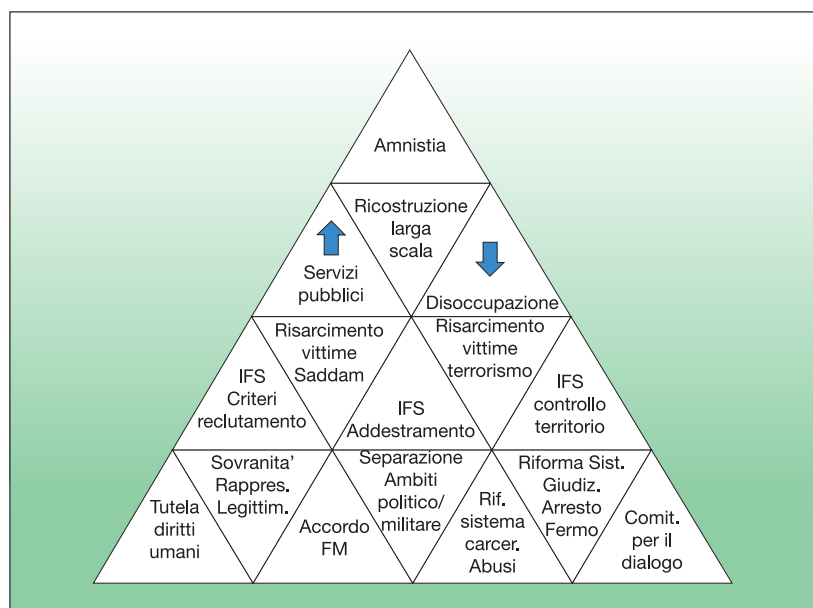 Amnistia
Ricostruzione
larga
scala
Servizi
pubblici
Disoccupazione
Risarcimento
vittime
Saddam
Risarcimento
vittime
terrorismo
IFS
Criteri
reclutamento
IFS
Addestramento
IFS
controllo
territorio
Tutela
diritti
umani
Sovranita'
Rappres.
Legittim.
Accordo
FM
Separazione
Ambiti
politico/
militare
Rif.
sistema
carcer.
Abusi
Riforma Sist.
Giudiz.
Arresto
Fermo
Comit.
per il
dialogo